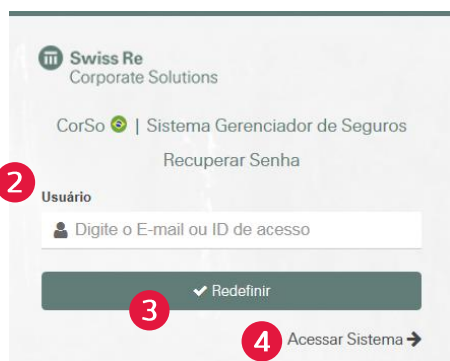 Swiss Re
Corporate Solutions
CorSo | Sistema Gerenciador de Seguros
Recuperar Senha
2
Usuário
Digite o E-mail ou ID de acesso
Redefinir
3
4 Acessar Sistema